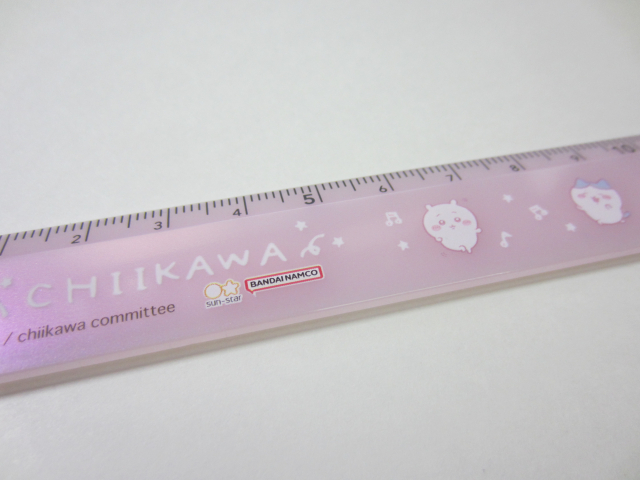 2 3 4 5 6 7 8 9 10
CHIIKAWA
sun-star BANDAI NAMCO
/ chiikawa committee